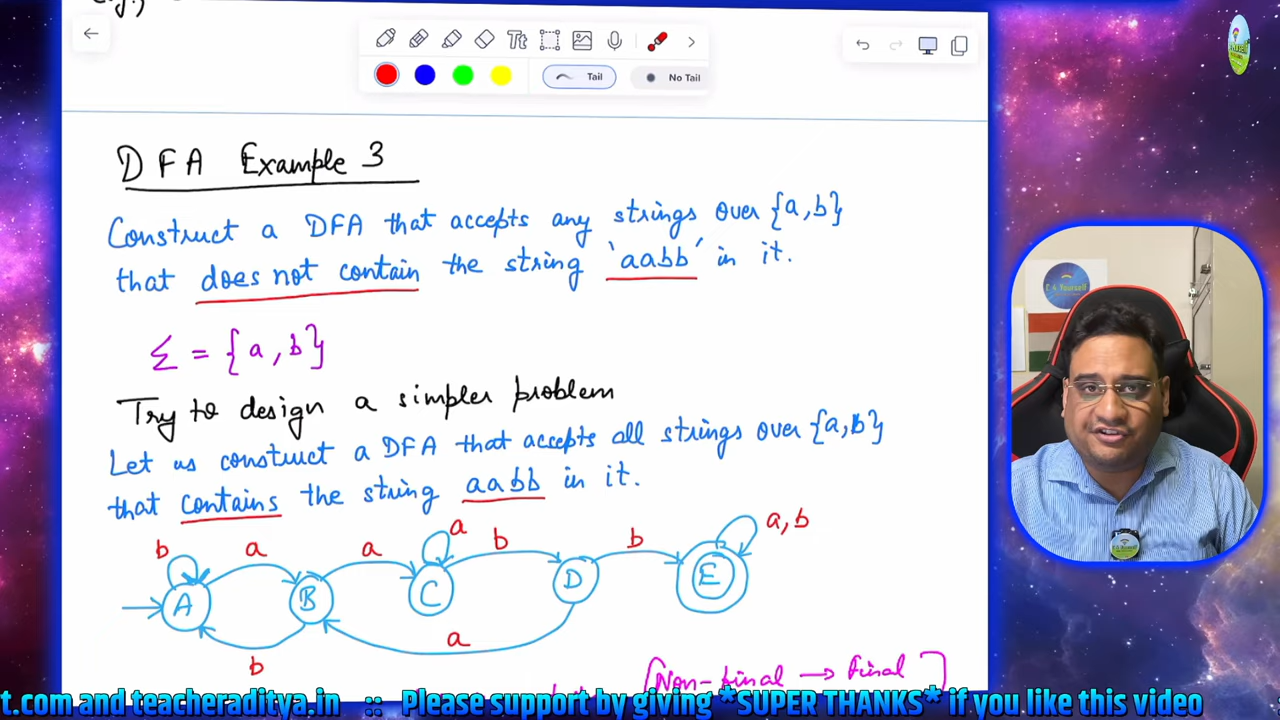 Tt
Tail
No Tail
DFA Example 3
Construct a DFA that accepts any strings over {a,b}
that does not contain the string 'aabb' in it.
Σ = {a, b}
Try to design a simpler problem
Let us construct a DFA that accepts all strings over {a,b}
that contains the string aabb in it.
b a a a b b a,b
A B C D E
b a
[Non-final → Final]
t.com and teacheraditya.in :: Please support by giving *SUPER THANKS* if you like this video